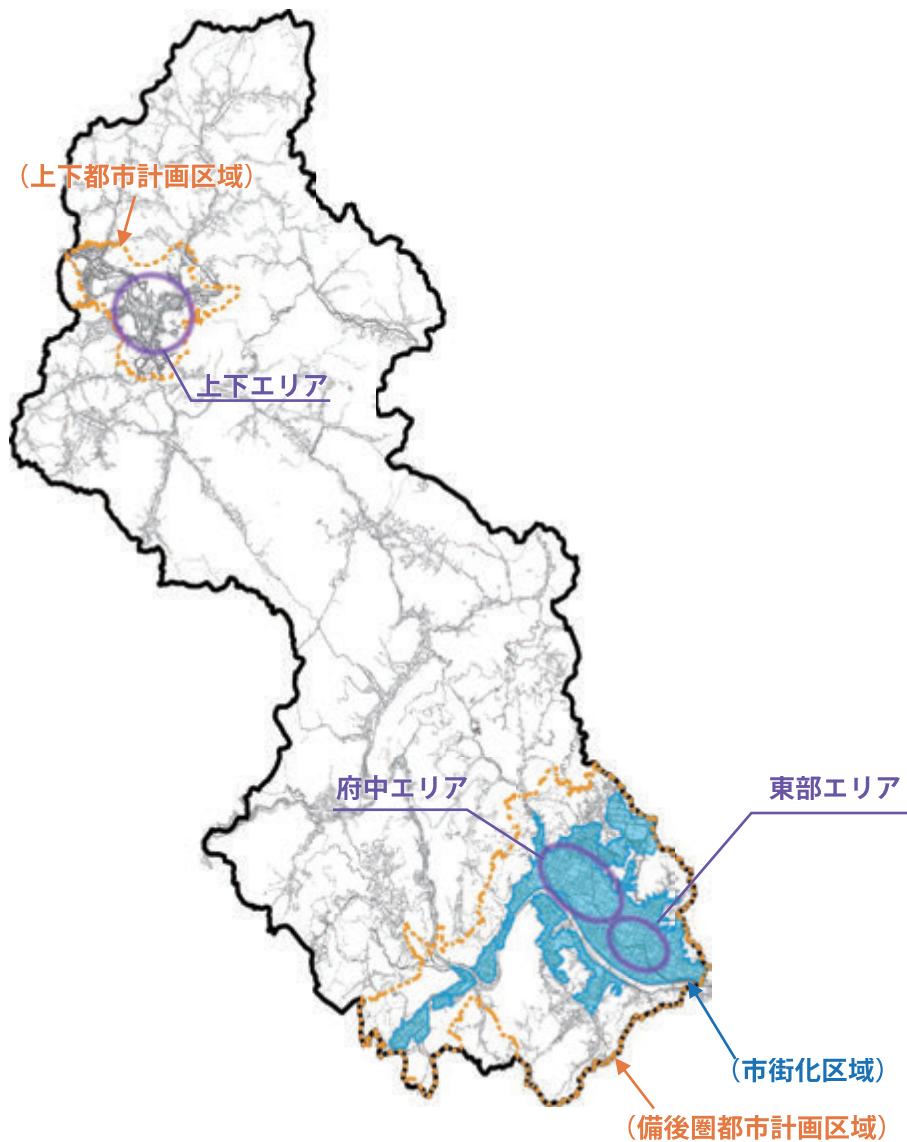 （上下都市計画区域）
上下エリア
府中エリア
東部エリア
（市街化区域）
（備後圏都市計画区域）